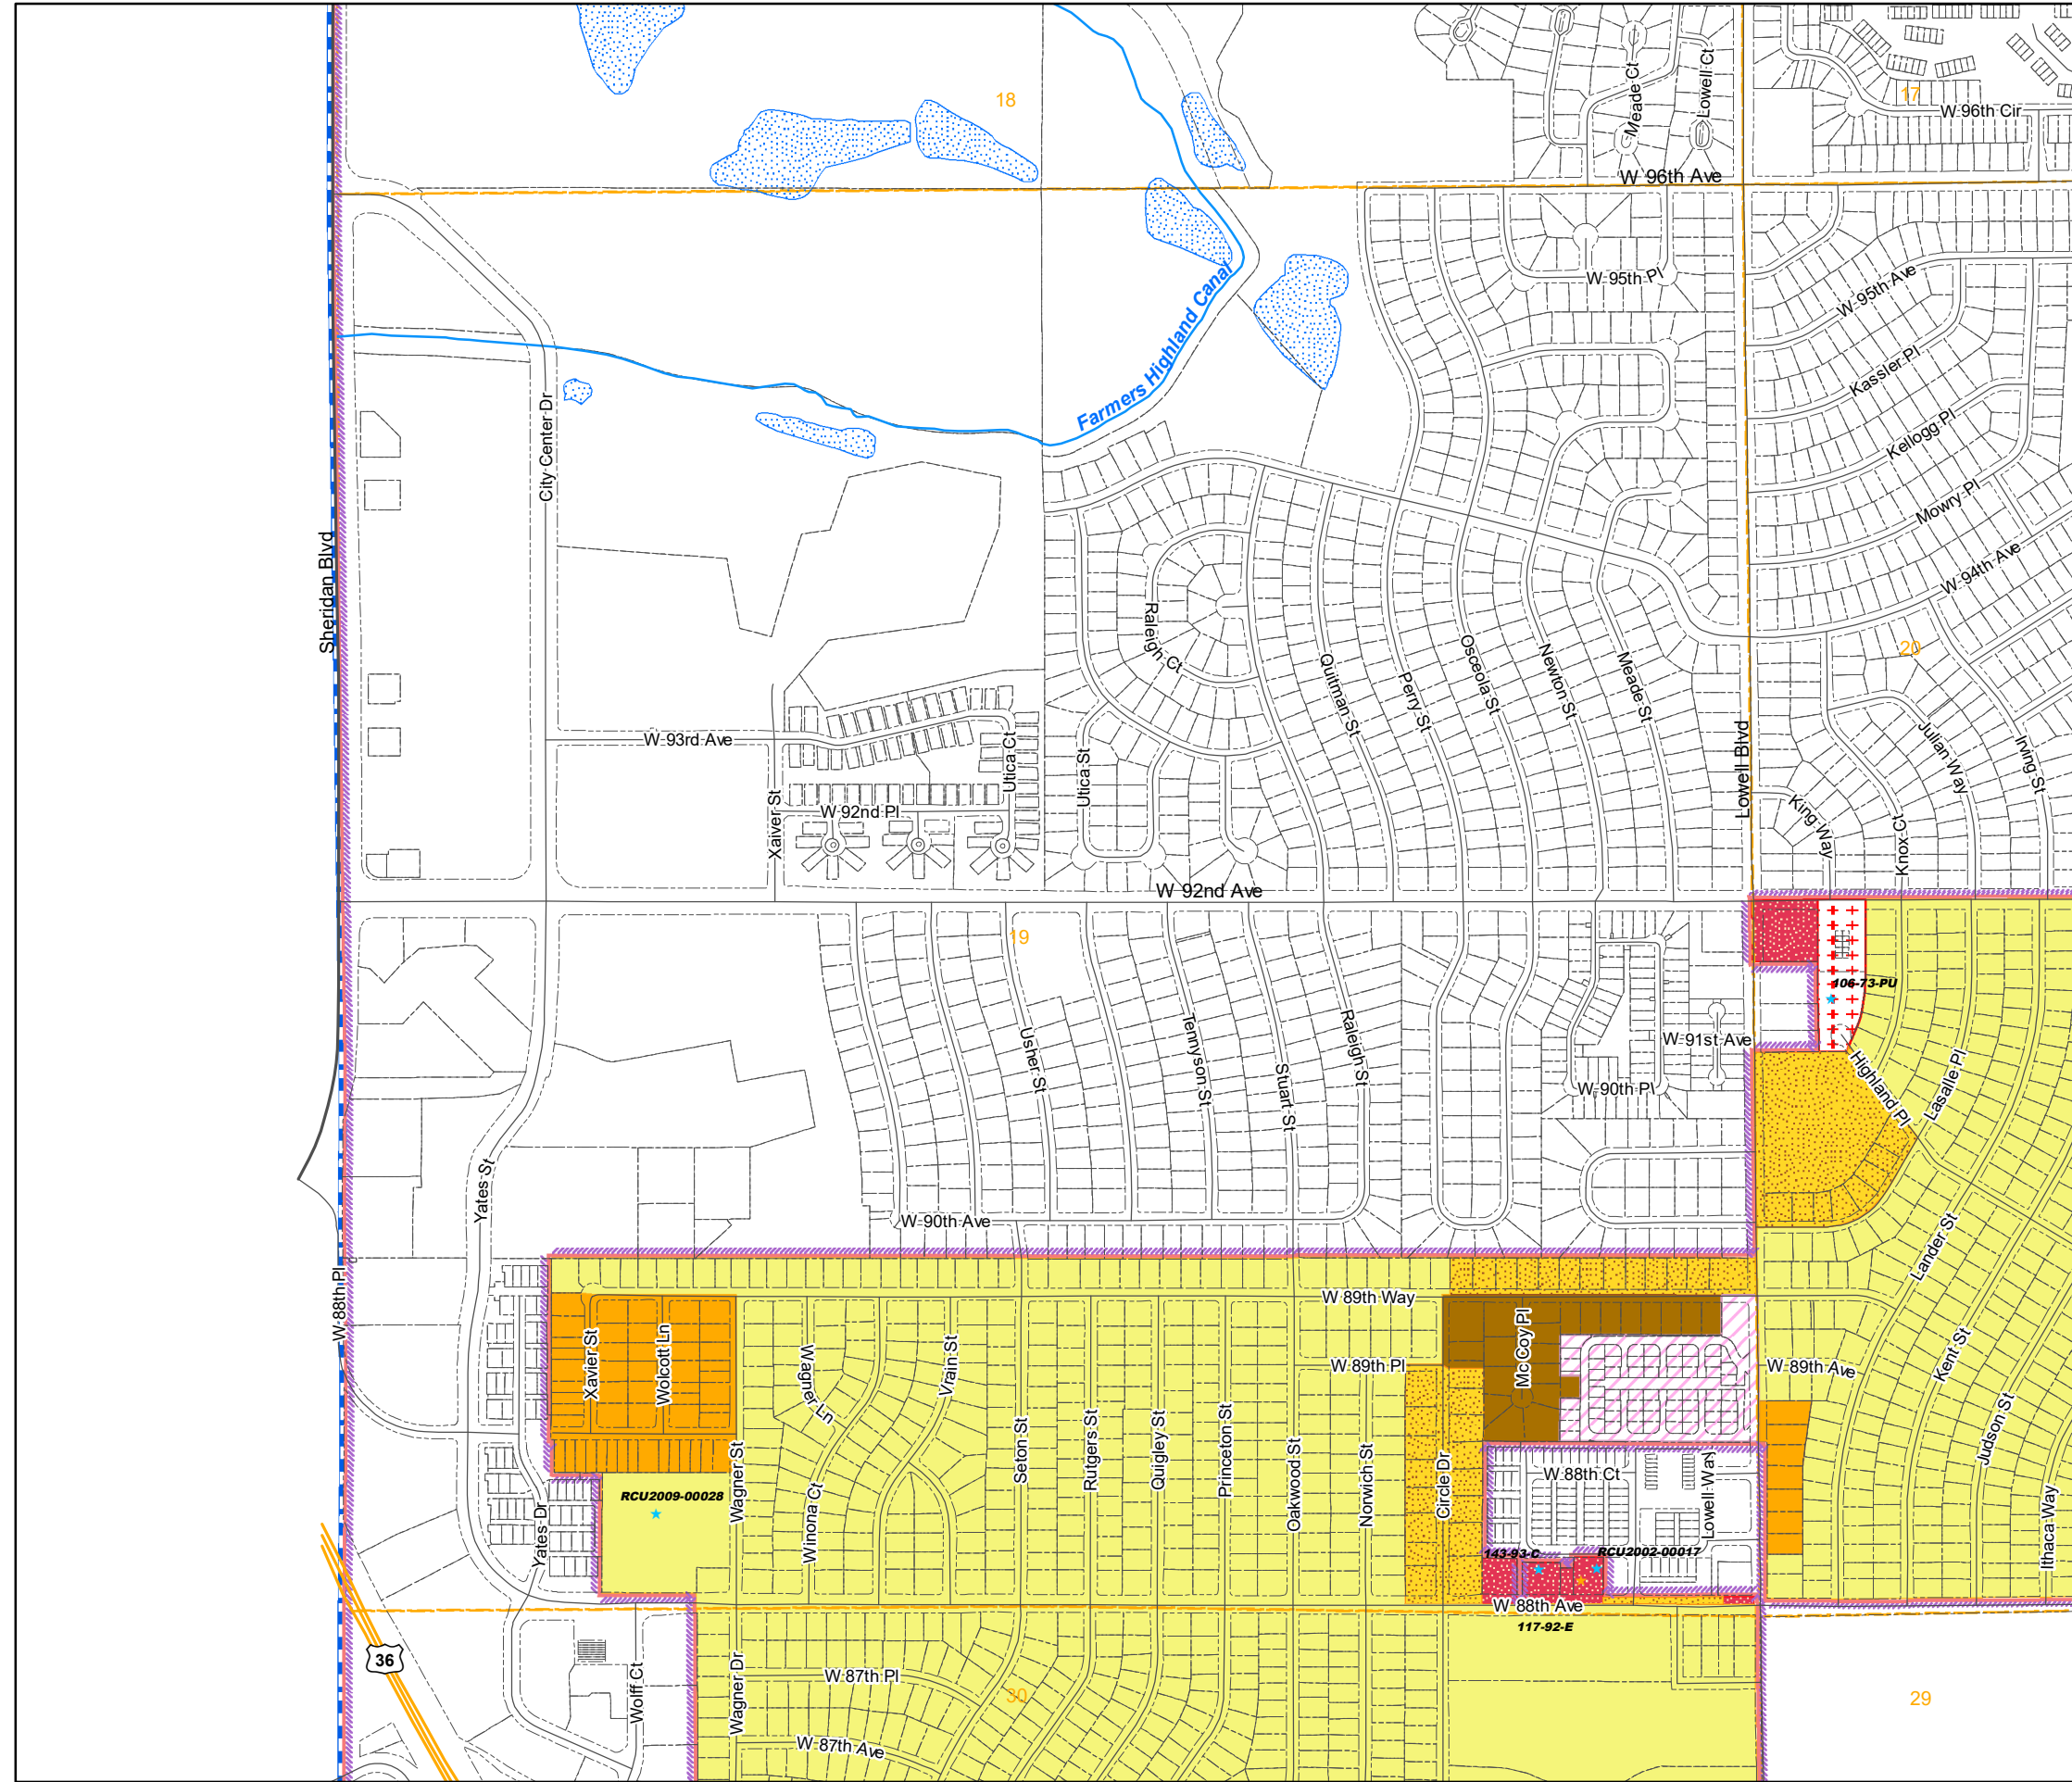 Meade Ct
Lowell Ct
18
17
W 96th Cir
W 96th Ave
W 95th Pl
W 95th Ave
Farmers Highland Canal
Kassler Pl
City Center Dr
Kellogg Pl
Mowry Pl
Sheridan Blvd
W 94th Ave
Raleigh Ct
Quitman St
Perry St
Osceola St
Newton St
Meade St
20
W 93rd Ave
Utica Ct
Utica St
Lowell Blvd
Julian Way
Irving St
Xaiver St
W 92nd Pl
King Way
Knox Ct
W 92nd Ave
19
106-73-PU
Usher St
Tennyson St
Stuart St
Raleigh St
W 91st Ave
W 90th Pl
Highland Pl
Lasalle Pl
Yates St
W 90th Ave
Lander St
W 88th Pl
W 89th Way
Xavier St
Wolcott Ln
Wagner Ln
Vrain St
W 89th Pl
Mc Coy Pl
W 89th Ave
Kent St
Judson St
Seton St
Rutgers St
Quigley St
Princeton St
Oakwood St
Norwich St
Circle Dr
W 88th Ct
Lowell Way
RCU2009-00028
Wagner St
Winona Ct
Yates Dr
143-93-C
RCU2002-00017
Ithaca Way
W 88th Ave
117-92-E
36
Wolff Ct
Wagner Dr
W 87th Pl
30
29
W 87th Ave